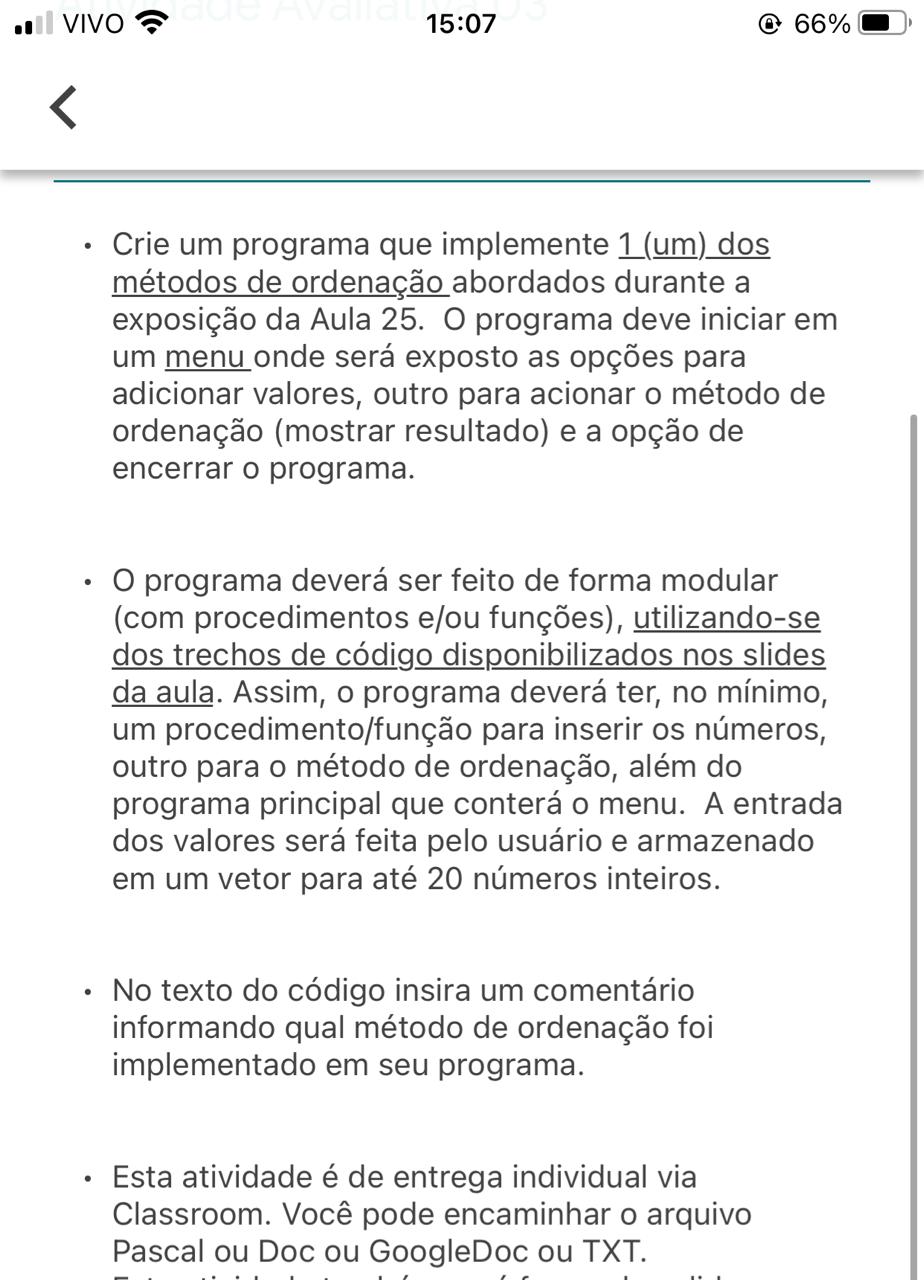 Atividade Avaliativa 03
VIVO 15:07 66%
• Crie um programa que implemente 1 (um) dos
métodos de ordenação abordados durante a
exposição da Aula 25.  O programa deve iniciar em
um menu onde será exposto as opções para
adicionar valores, outro para acionar o método de
ordenação (mostrar resultado) e a opção de
encerrar o programa.
• O programa deverá ser feito de forma modular
(com procedimentos e/ou funções), utilizando-se
dos trechos de código disponibilizados nos slides
da aula. Assim, o programa deverá ter, no mínimo,
um procedimento/função para inserir os números,
outro para o método de ordenação, além do
programa principal que conterá o menu.  A entrada
dos valores será feita pelo usuário e armazenado
em um vetor para até 20 números inteiros.
• No texto do código insira um comentário
informando qual método de ordenação foi
implementado em seu programa.
• Esta atividade é de entrega individual via
Classroom. Você pode encaminhar o arquivo
Pascal ou Doc ou GoogleDoc ou TXT.